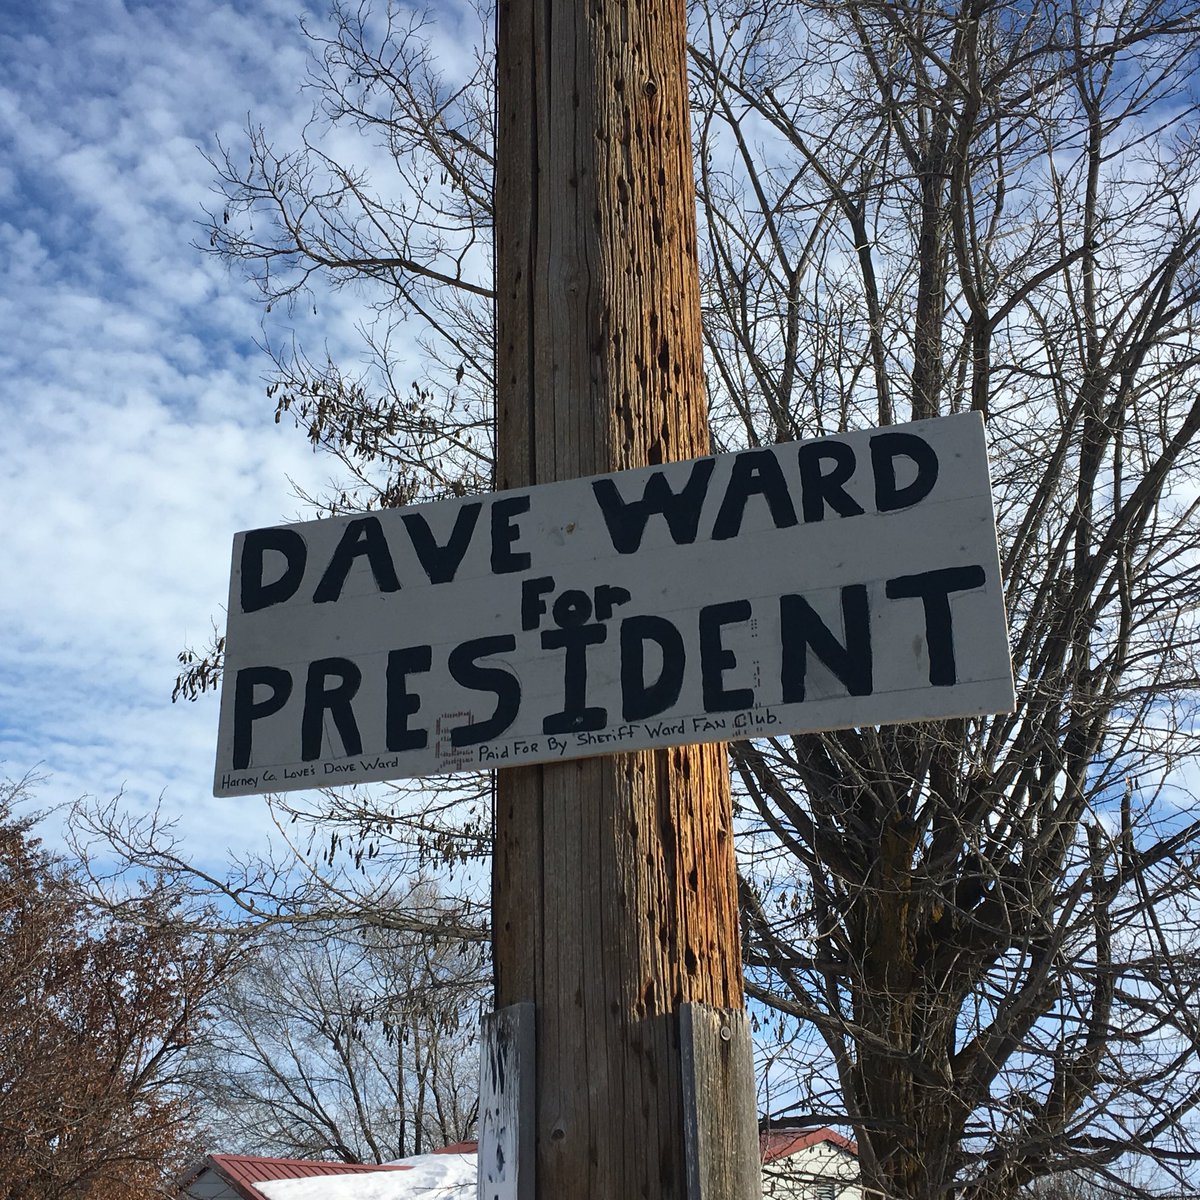 DAVE WARD
For
PRESIDENT
Harney Co. Love's Dave Ward
Paid For By Sheriff Ward FAN Club.